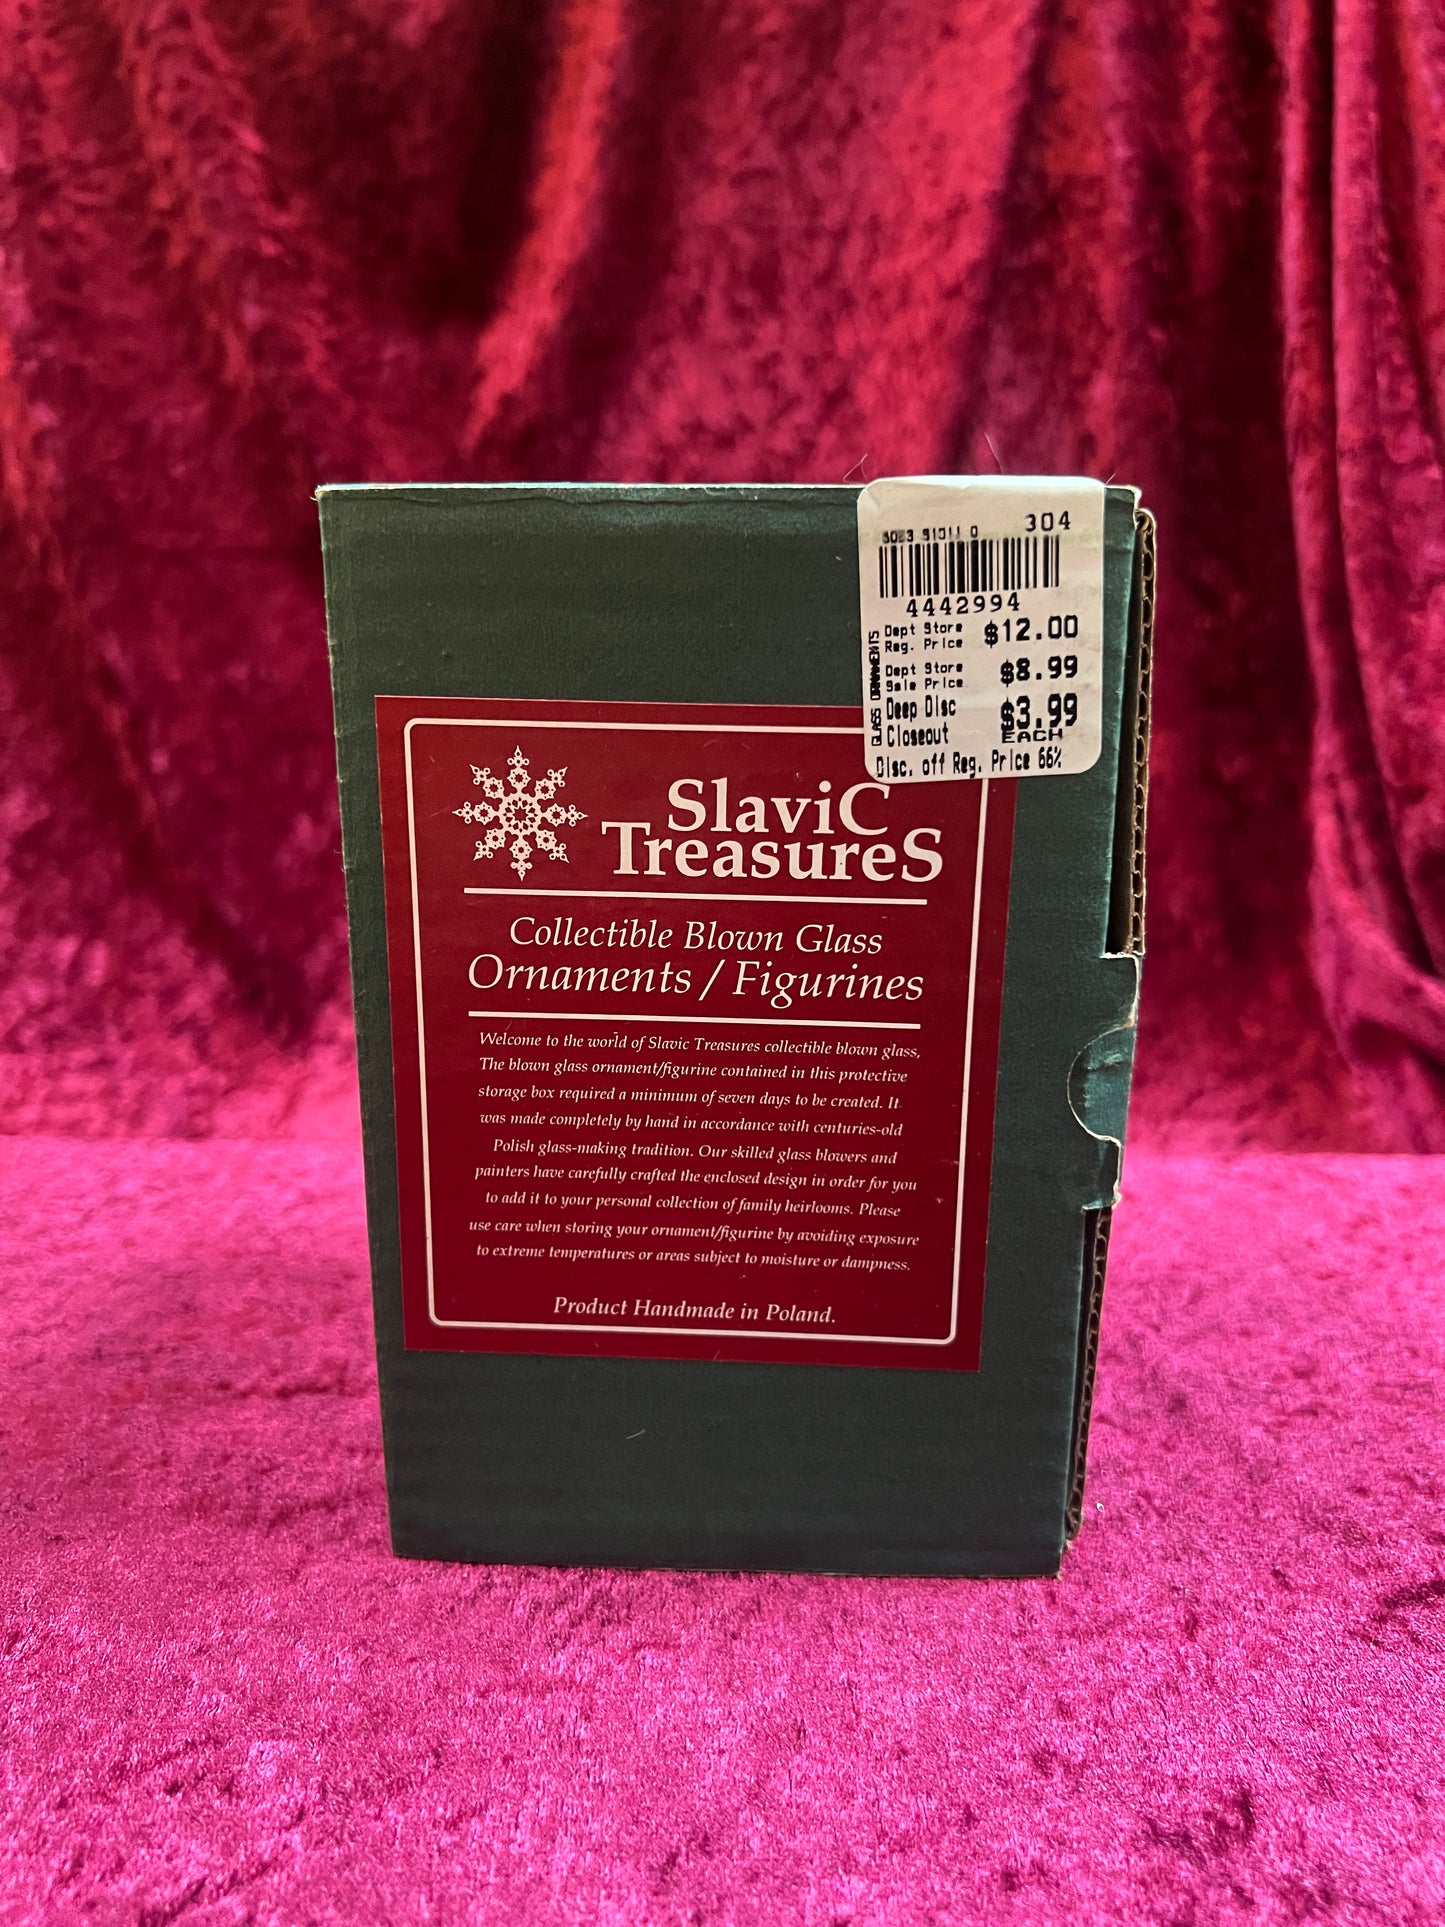 304
4442994
GLASS ORNAMENTS
Dept Store
Reg. Price $12.00
Dept Store
Sale Price $8.99
Deep Disc
Closeout $3.99
EACH
Disc. off Reg. Price 66%
SlaviC
TreasureS
Collectible Blown Glass
Ornaments / Figurines
Welcome to the world of Slavic Treasures collectible blown glass,
The blown glass ornament/figurine contained in this protective
storage box required a minimum of seven days to be created. It
was made completely by hand in accordance with centuries-old
Polish glass-making tradition. Our skilled glass blowers and
painters have carefully crafted the enclosed design in order for you
to add it to your personal collection of family heirlooms. Please
use care when storing your ornament/figurine by avoiding exposure
to extreme temperatures or areas subject to moisture or dampness.
Product Handmade in Poland.